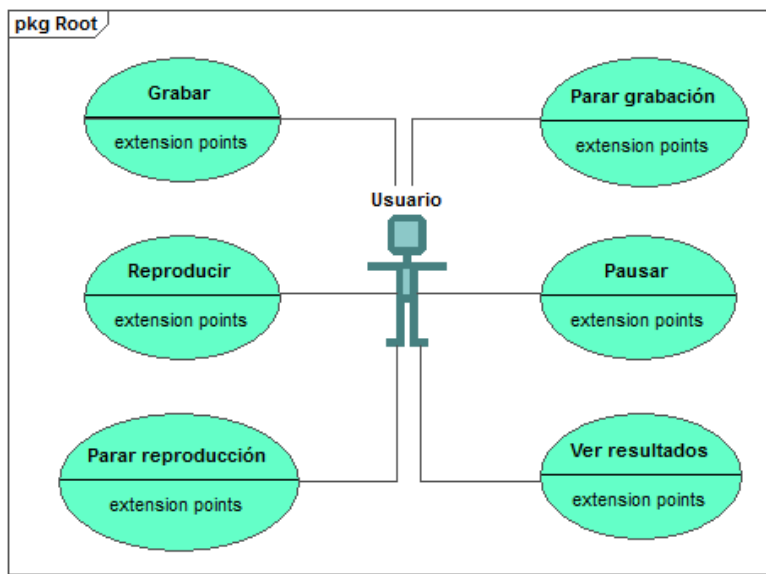 pkg Root
Grabar
extension points
Parar grabación
extension points
Usuario
Reproducir
extension points
Pausar
extension points
Parar reproducción
extension points
Ver resultados
extension points